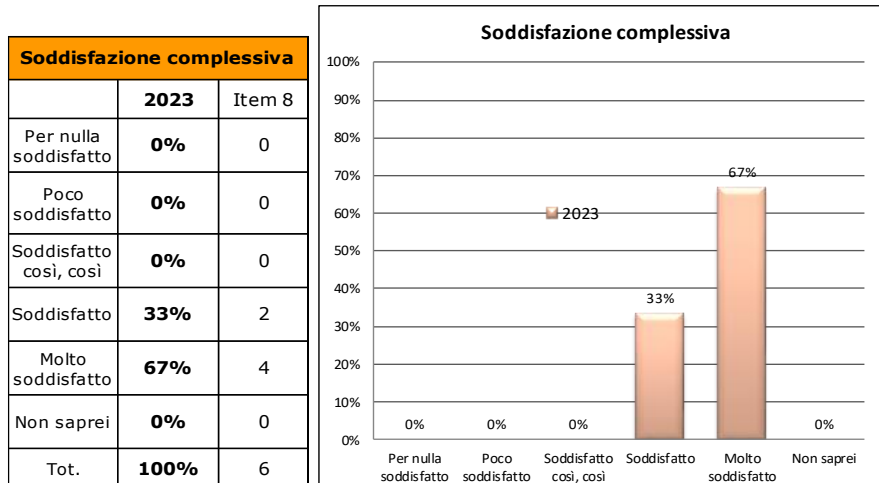 Soddisfazione complessiva
2023 Item 8
Per nulla
soddisfatto 0% 0
Poco
soddisfatto 0% 0
Soddisfatto
così, così 0% 0
Soddisfatto 33% 2
Molto
soddisfatto 67% 4
Non saprei 0% 0
Tot. 100% 6
Soddisfazione complessiva
100%
90%
80%
70%
60%
50%
40%
30%
20%
10%
0%
2023
0% 0% 0% 33% 67% 0%
Per nulla Poco Soddisfatto Soddisfatto Molto Non saprei
soddisfatto soddisfatto così, così soddisfatto